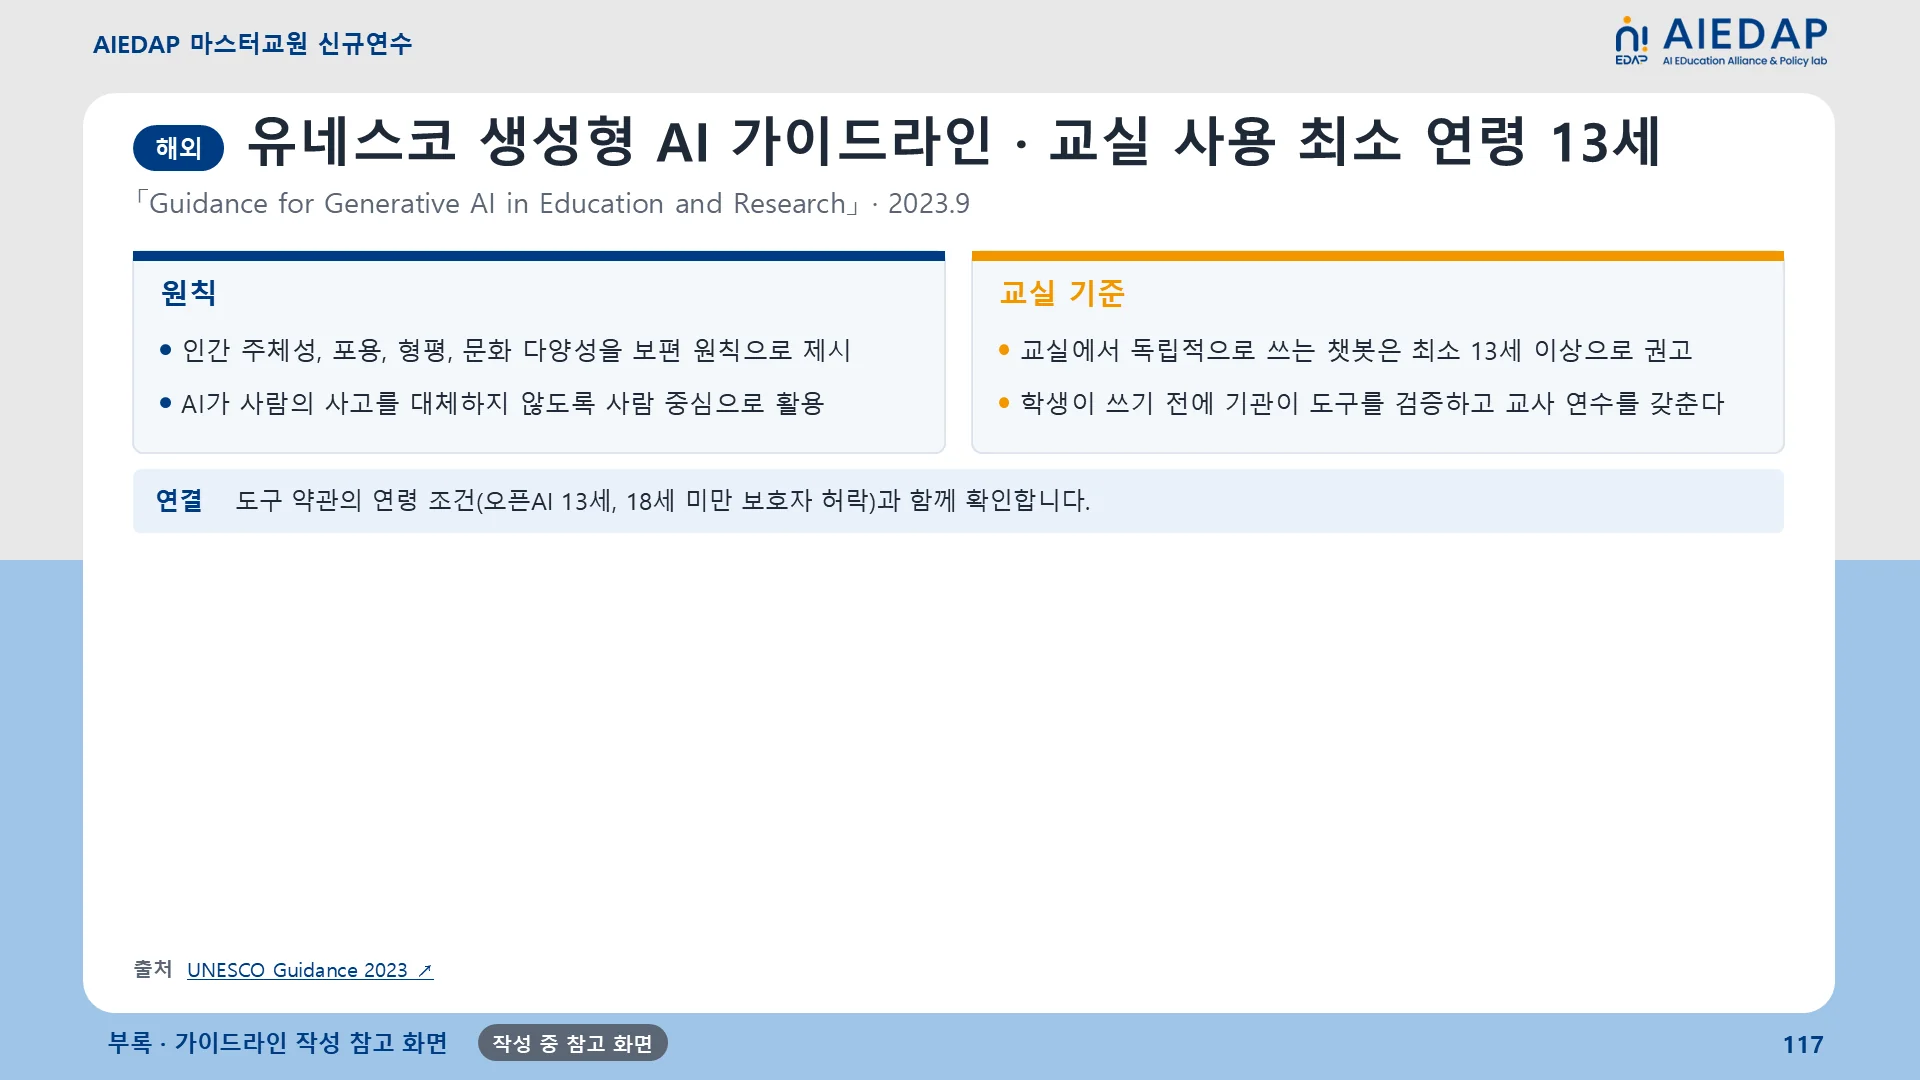 AIEDAP 마스터교원 신규연수
AIEDAP
EDAP
AI EDucation Alliance & Policy lab
해외
유네스코 생성형 AI 가이드라인 · 교실 사용 최소 연령 13세
「Guidance for Generative AI in Education and Research」 · 2023.9
원칙
인간 주체성, 포용, 형평, 문화 다양성을 보편 원칙으로 제시
AI가 사람의 사고를 대체하지 않도록 사람 중심으로 활용
교실 기준
교실에서 독립적으로 쓰는 챗봇은 최소 13세 이상으로 권고
학생이 쓰기 전에 기관이 도구를 검증하고 교사 연수를 갖춘다
연결 도구 약관의 연령 조건(오픈AI 13세, 18세 미만 보호자 허락)과 함께 확인합니다.
출처 UNESCO Guidance 2023 ↗
부록 · 가이드라인 작성 참고 화면
작성 중 참고 화면
117